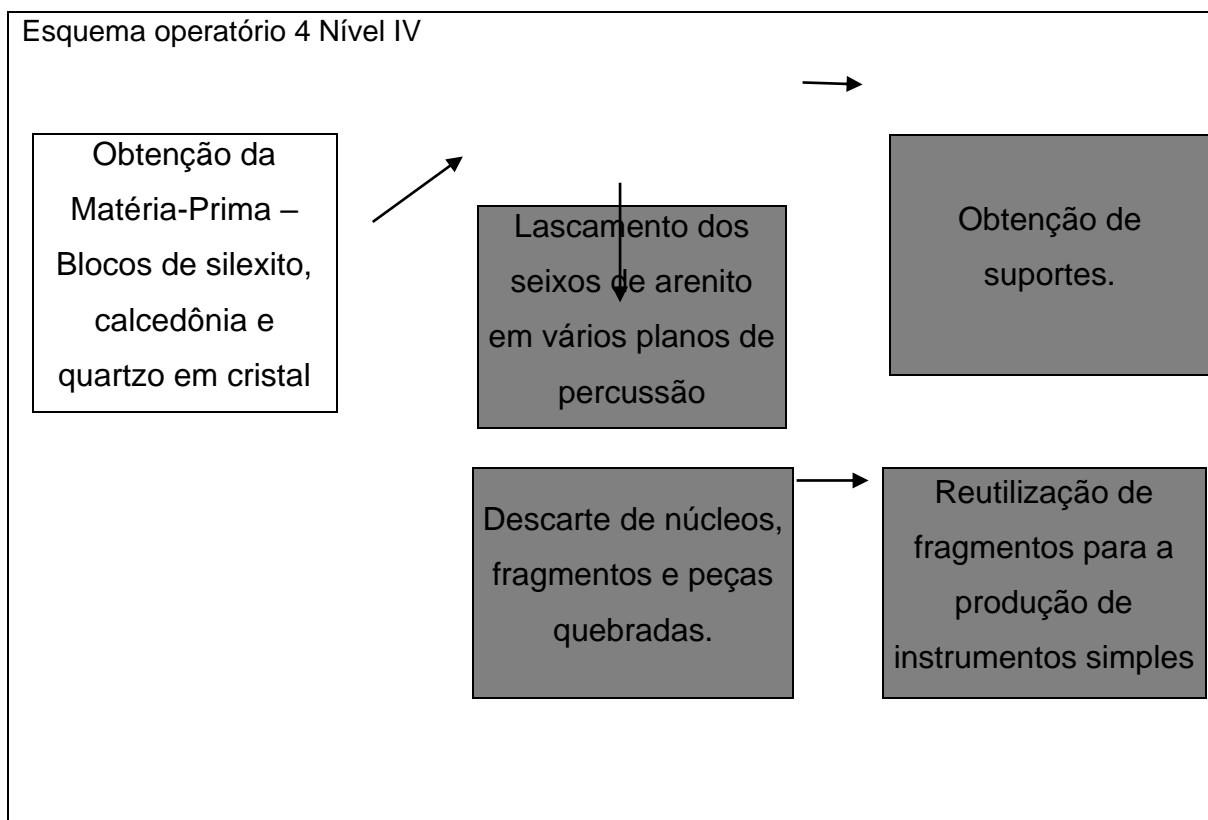 Esquema operatório 4 Nível IV
Obtenção da
Matéria-Prima –
Blocos de silexito,
calcedônia e
quartzo em cristal
Lascamento dos
seixos de arenito
em vários planos de
percussão
Obtenção de
suportes.
Descarte de núcleos,
fragmentos e peças
quebradas.
Reutilização de
fragmentos para a
produção de
instrumentos simples